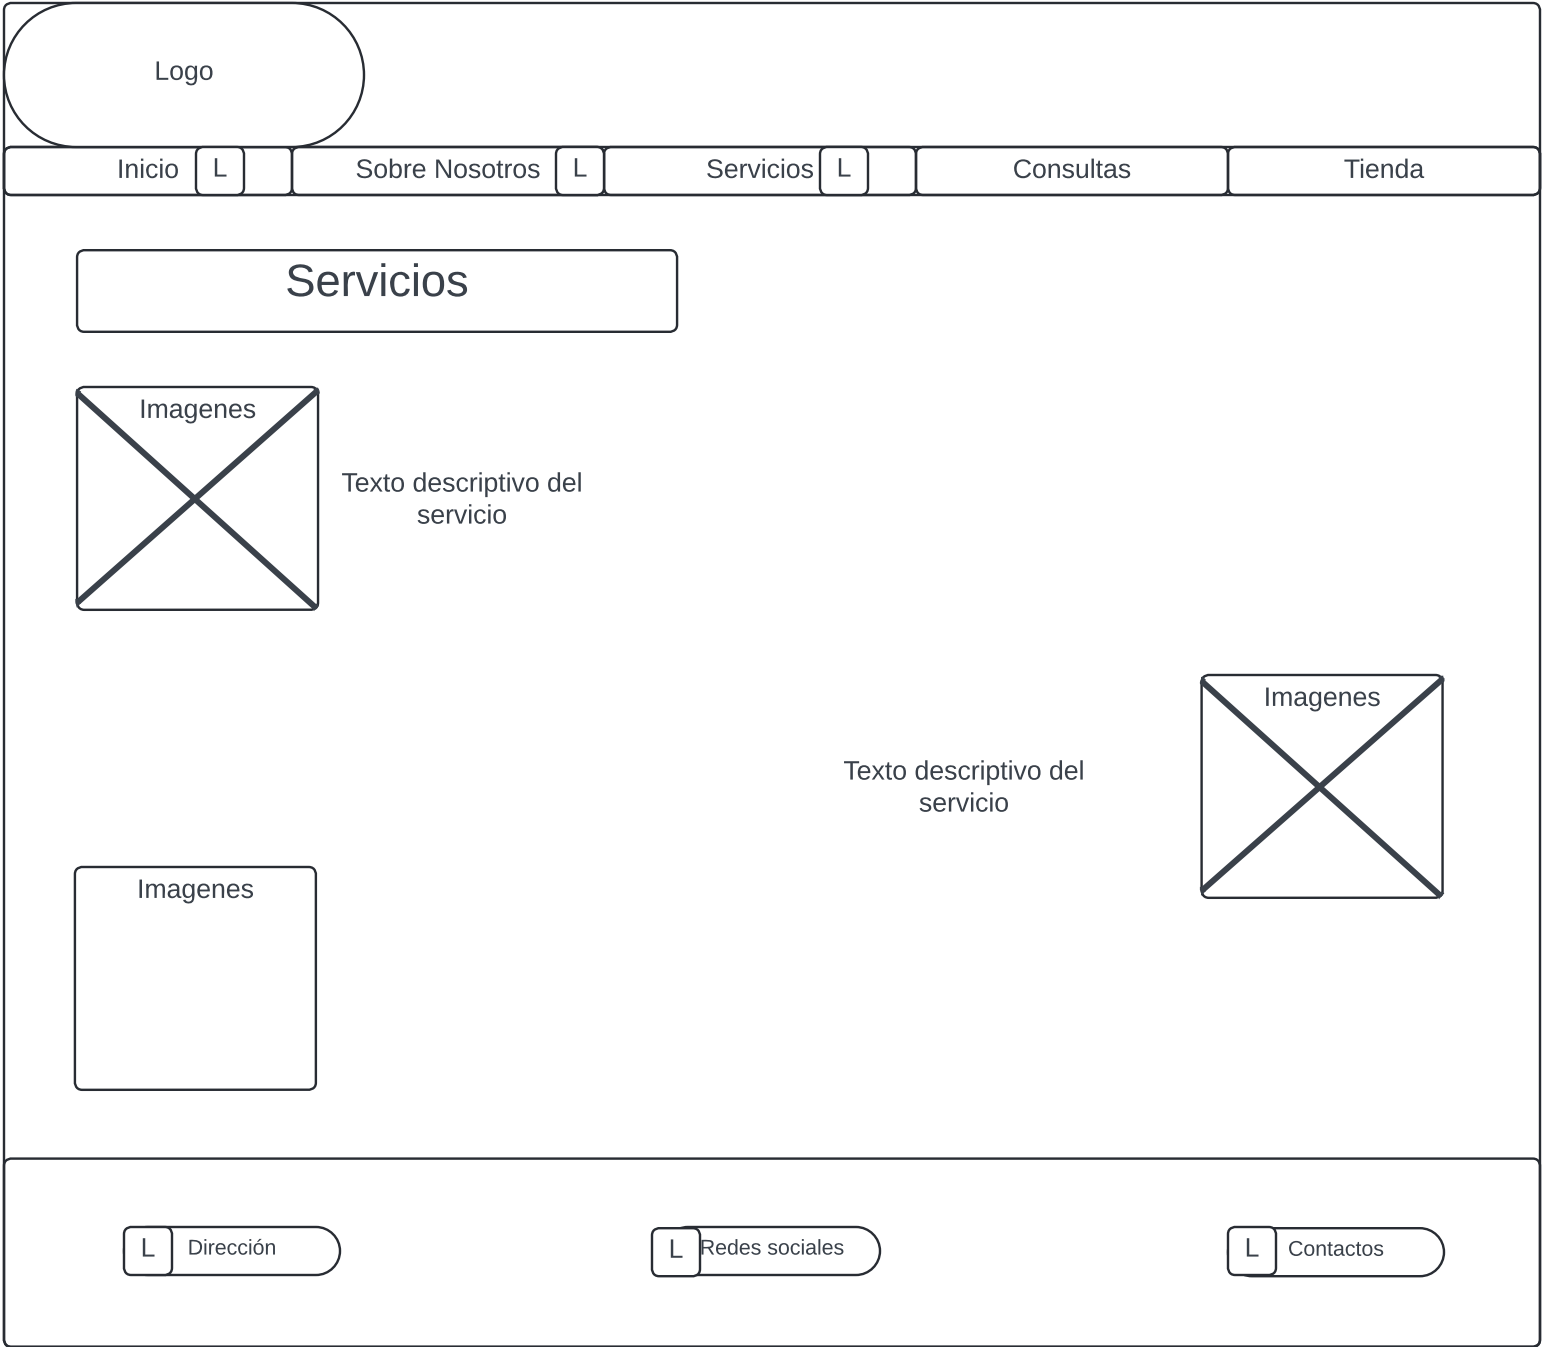 Logo
Inicio L Sobre Nosotros L Servicios L Consultas Tienda
Servicios
Imagenes
Texto descriptivo del
servicio
Imagenes
Texto descriptivo del
servicio
Imagenes
L Dirección L Redes sociales L Contactos